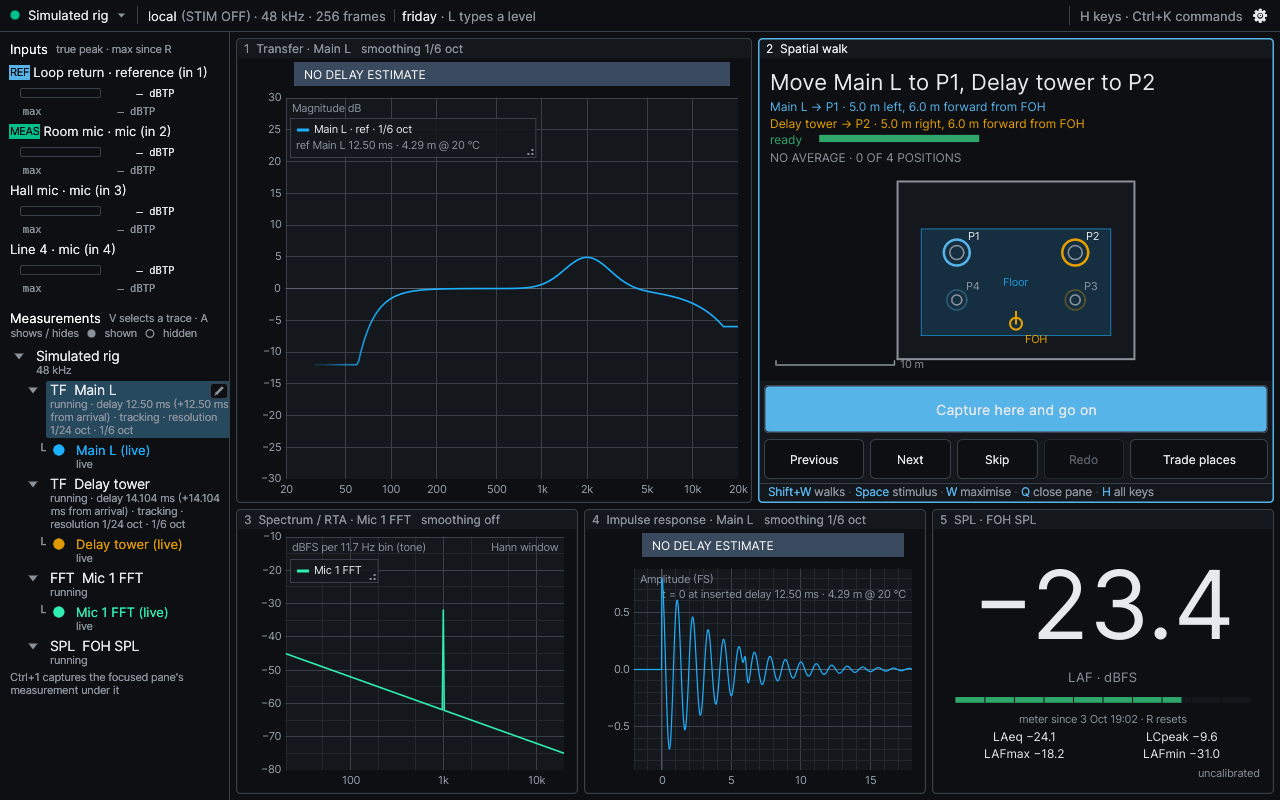 Simulated rig
local (STIM OFF) · 48 kHz · 256 frames
friday · L types a level
H keys · Ctrl+K commands
Inputs true peak · max since R
REF Loop return · reference (in 1)
– dBTP
max – dBTP
MEAS Room mic · mic (in 2)
– dBTP
max – dBTP
Hall mic · mic (in 3)
– dBTP
max – dBTP
Line 4 · mic (in 4)
– dBTP
max – dBTP
Measurements V selects a trace · A
shows / hides shown hidden
Simulated rig
48 kHz
TF Main L
running · delay 12.50 ms (+12.50 ms
from arrival) · tracking · resolution
1/24 oct · 1/6 oct
Main L (live)
live
TF Delay tower
running · delay 14.104 ms (+14.104
ms from arrival) · tracking ·
resolution 1/24 oct · 1/6 oct
Delay tower (live)
live
FFT Mic 1 FFT
running
Mic 1 FFT (live)
live
SPL FOH SPL
running
Ctrl+1 captures the focused pane's
measurement under it
1 Transfer · Main L smoothing 1/6 oct
NO DELAY ESTIMATE
Magnitude dB
Main L · ref · 1/6 oct
ref Main L 12.50 ms · 4.29 m @ 20 °C
30
25
20
15
10
5
0
−5
−10
−15
−20
−25
−30
20 50 100 200 500 1k 2k 5k 10k 20k
2 Spatial walk
Move Main L to P1, Delay tower to P2
Main L → P1 · 5.0 m left, 6.0 m forward from FOH
Delay tower → P2 · 5.0 m right, 6.0 m forward from FOH
ready
NO AVERAGE · 0 OF 4 POSITIONS
P1
P2
Floor
P4
P3
FOH
10 m
Capture here and go on
Previous
Next
Skip
Redo
Trade places
Shift+W walks · Space stimulus · W maximise · Q close pane · H all keys
3 Spectrum / RTA · Mic 1 FFT smoothing off
dBFS per 11.7 Hz bin (tone)
Hann window
Mic 1 FFT
−10
−20
−30
−40
−50
−60
−70
−80
100 1k 10k
4 Impulse response · Main L smoothing 1/6 oct
NO DELAY ESTIMATE
Amplitude (FS)
t = 0 at inserted delay 12.50 ms · 4.29 m @ 20 °C
0.5
0.0
−0.5
0 5 10 15
5 SPL · FOH SPL
−23.4
LAF · dBFS
meter since 3 Oct 19:02 · R resets
LAeq −24.1 LCpeak −9.6
LAFmax −18.2 LAFmin −31.0
uncalibrated